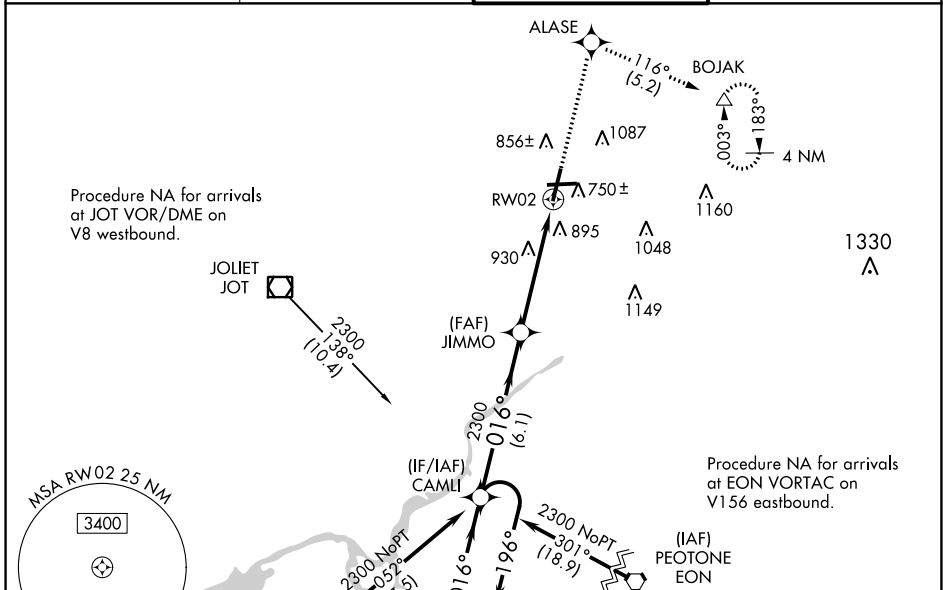 ALASE
116°
(5.2)
BOJAK
003°
183°
4 NM
856±
1087
RW02
750±
1160
895
930
1048
1330
1149
Procedure NA for arrivals
at JOT VOR/DME on
V8 westbound.
JOLIET
JOT
2300
138°
(10.4)
(FAF)
JIMMO
2300
016°
(6.1)
(IF/IAF)
CAMLI
Procedure NA for arrivals
at EON VORTAC on
V156 eastbound.
MSA RW02 25 NM
3400
2300 NoPT
052°
016°
196°
2300 NoPT
301°
(18.9)
(IAF)
PEOTONE
EON